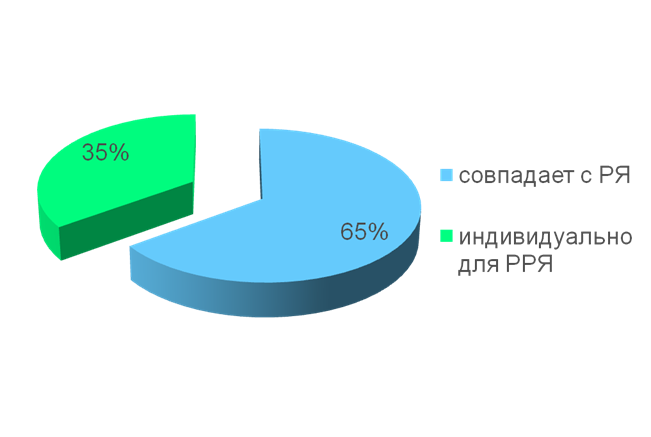 35%
совпадает с РЯ
65%
индивидуально
для РРЯ